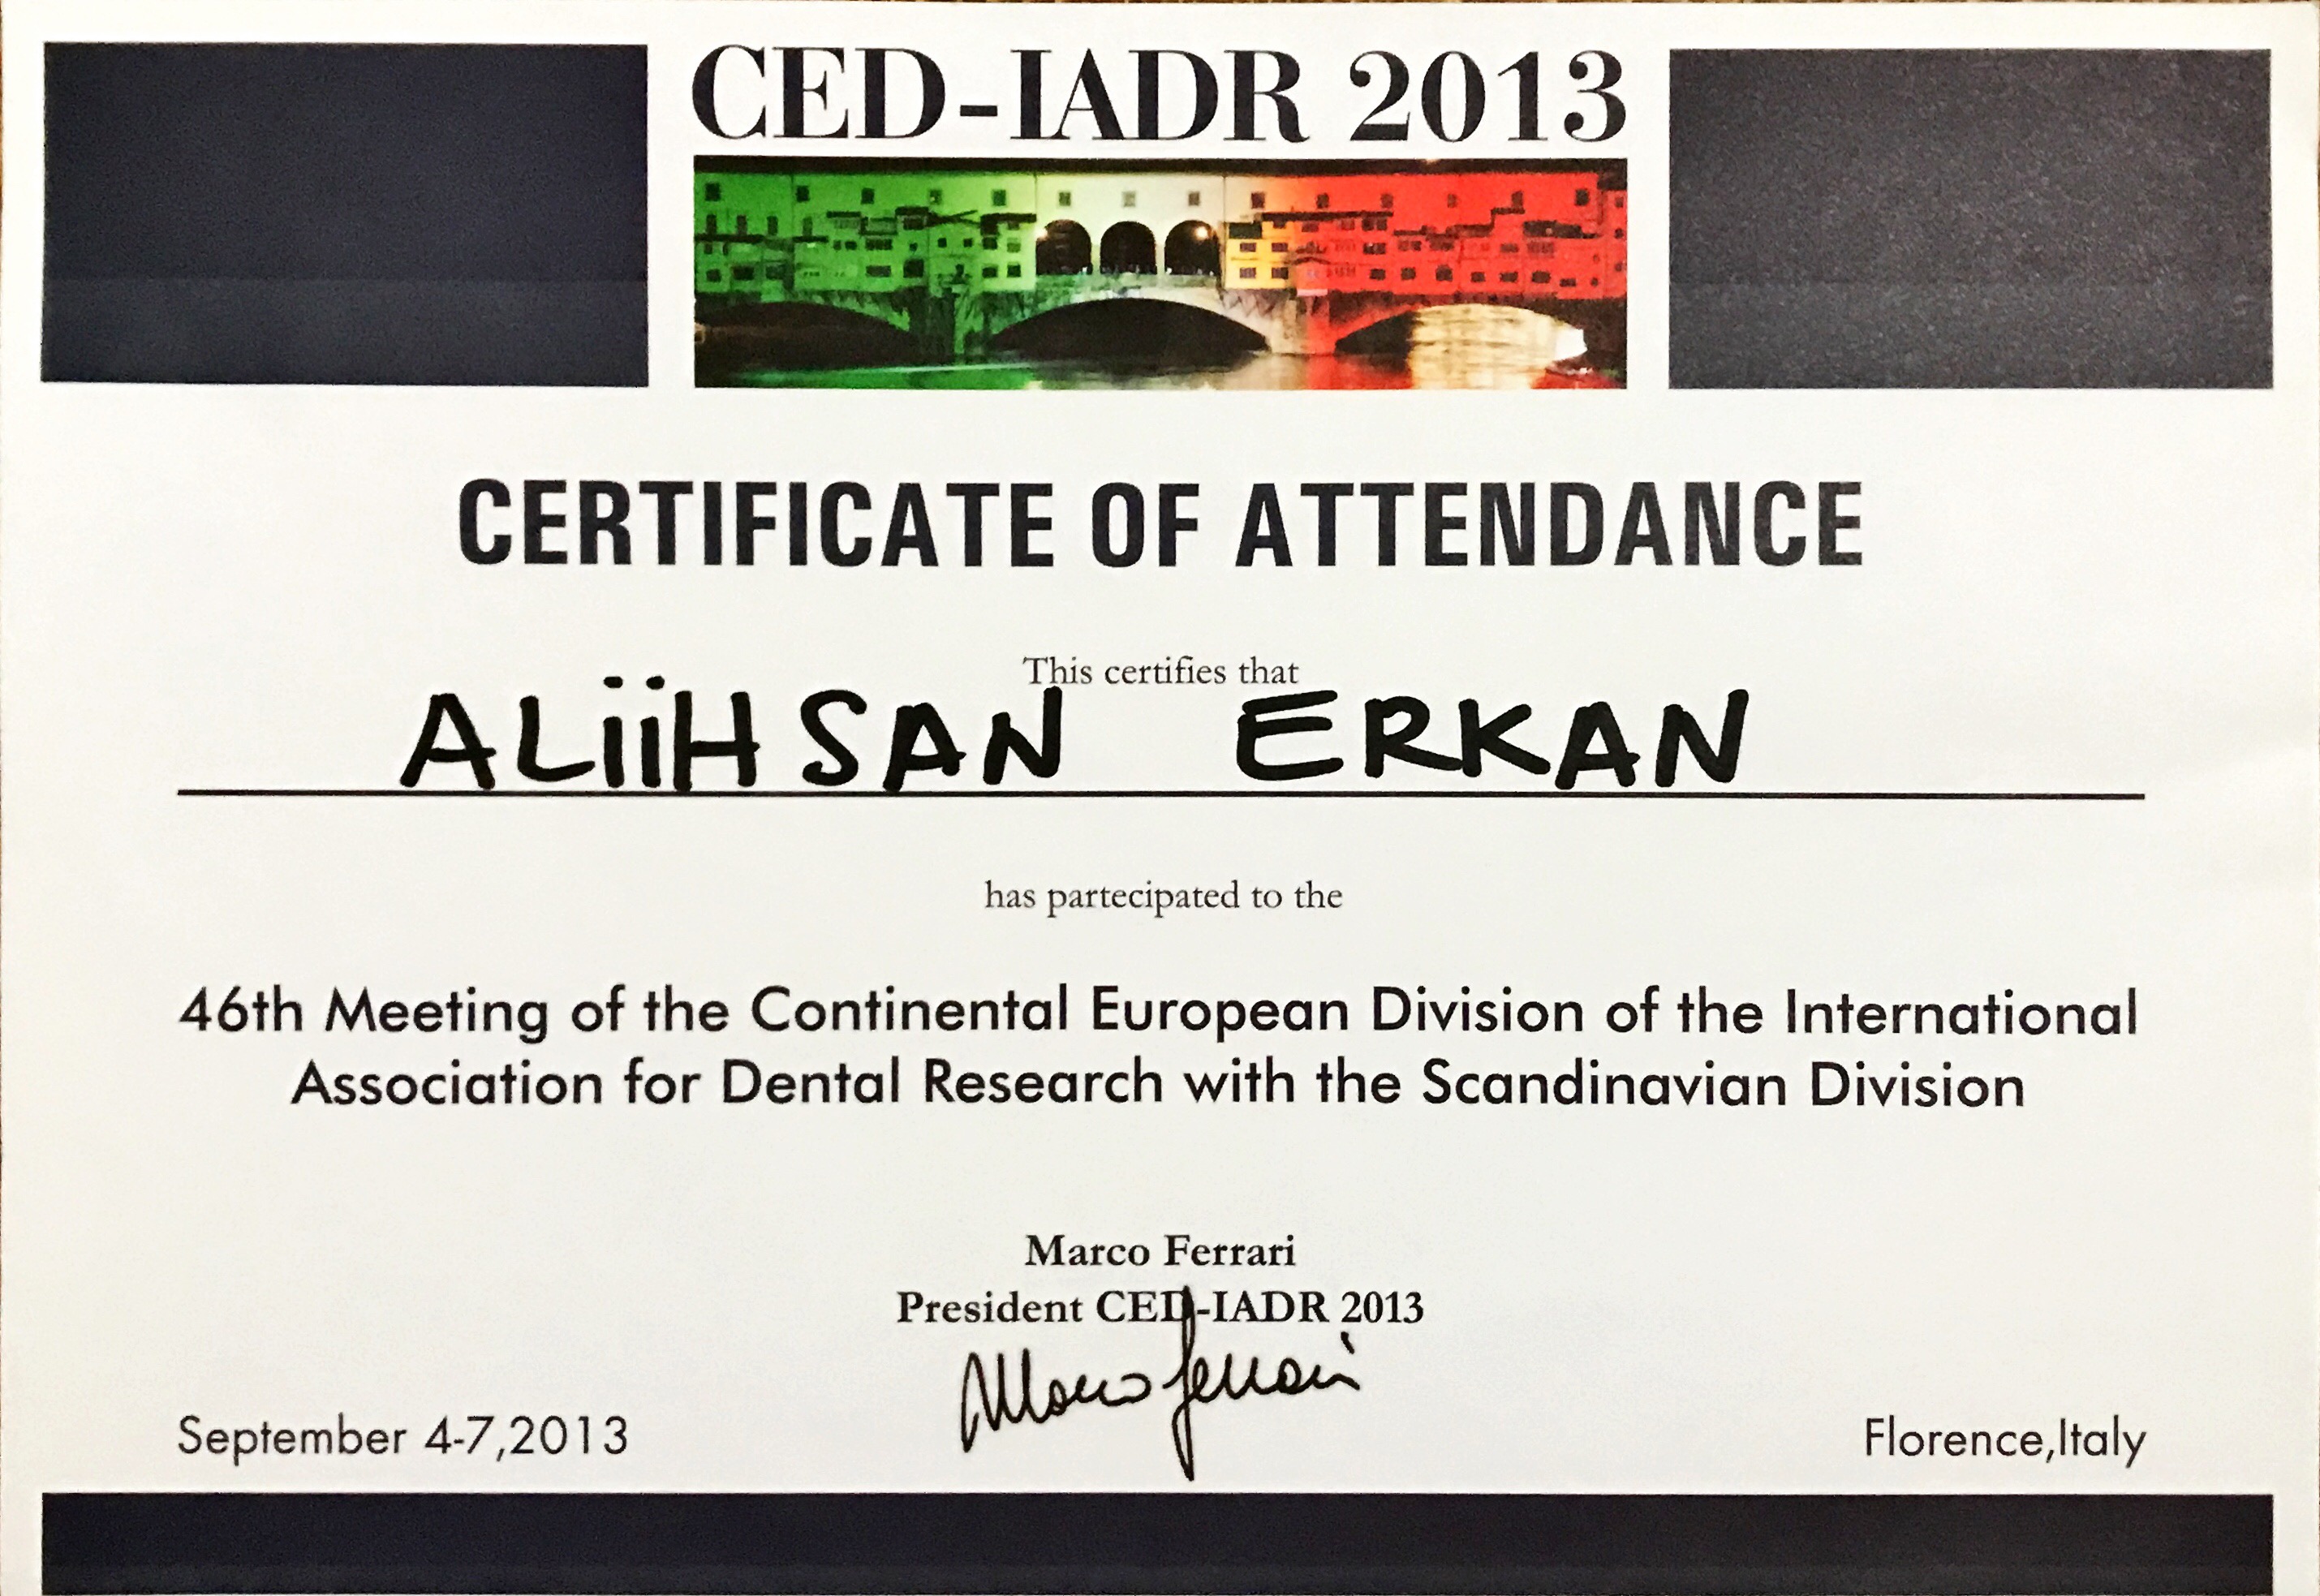 CED-IADR 2013
CERTIFICATE OF ATTENDANCE
This certifies that
ALiiHSAN ERKAN
has partecipated to the
46th Meeting of the Continental European Division of the International
Association for Dental Research with the Scandinavian Division
Marco Ferrari
President CED-IADR 2013
Marco Ferrari
September 4-7,2013
Florence,Italy